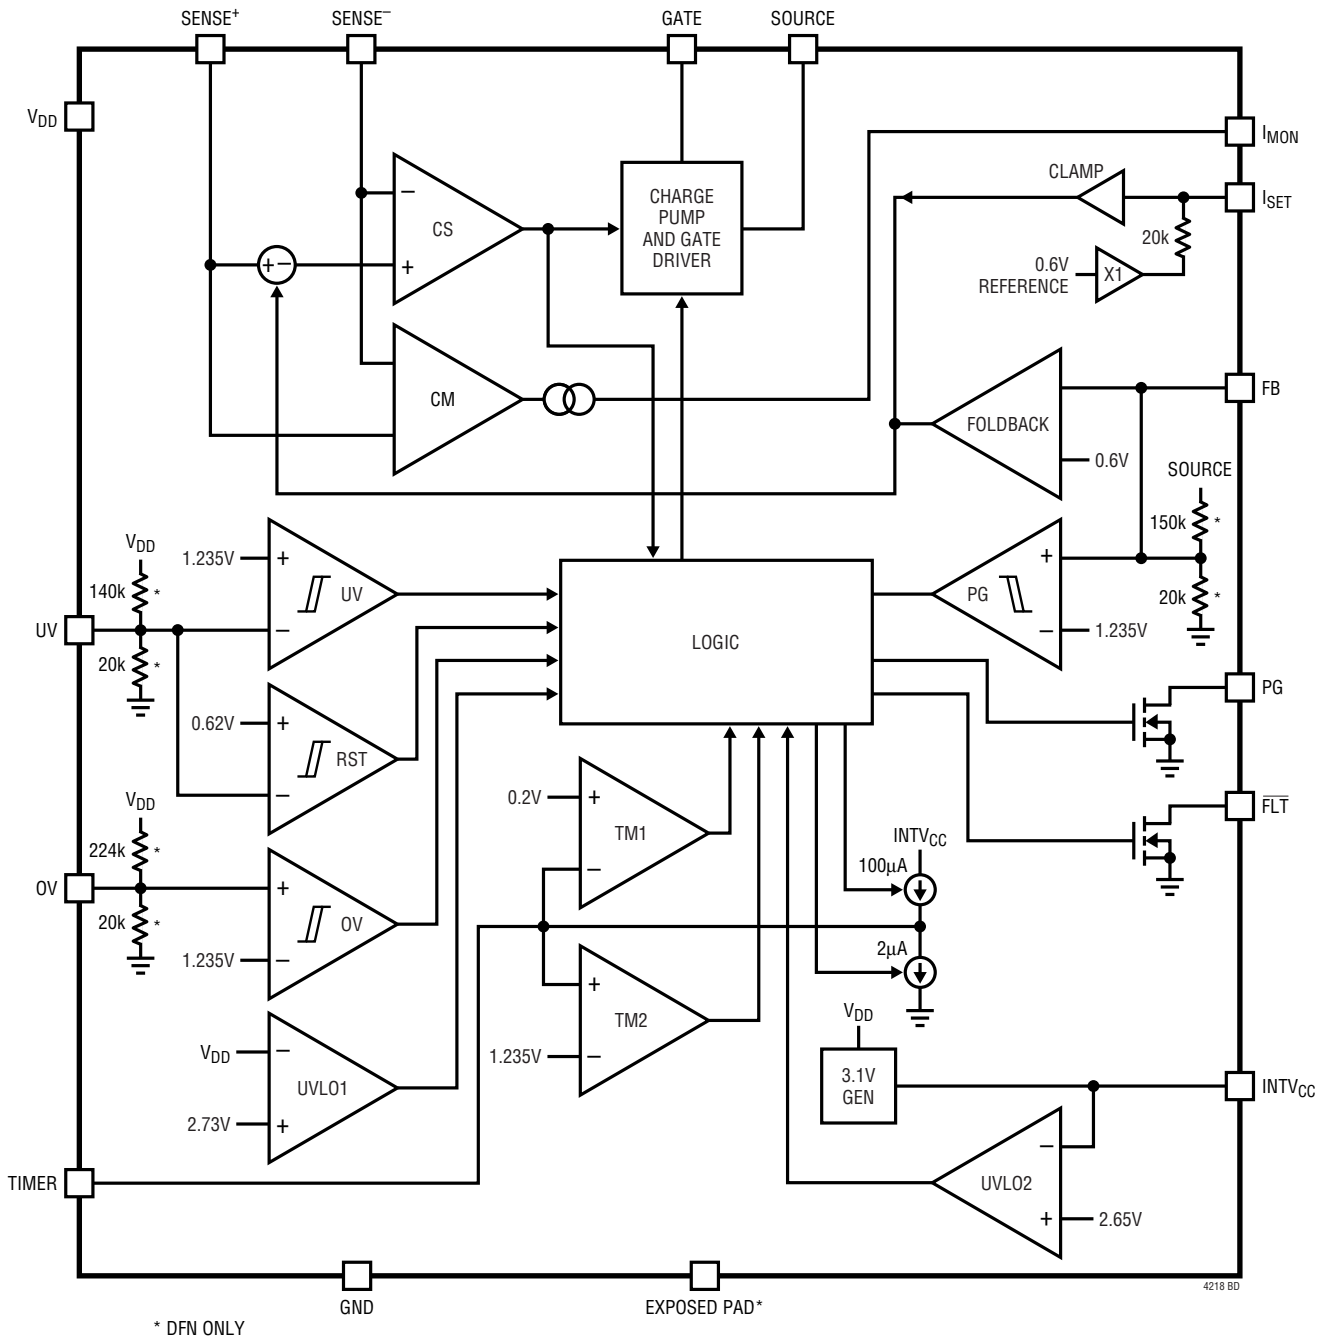 SENSE+
SENSE−
GATE
SOURCE
VDD
IMON
ISET
CLAMP
20k
0.6V
REFERENCE
X1
CS
−
+
+−
CHARGE
PUMP
AND GATE
DRIVER
CM
FB
FOLDBACK
0.6V
SOURCE
150k *
20k *
VDD
1.235V
+
UV
−
140k *
UV
20k *
LOGIC
PG
+
−
1.235V
PG
0.62V
+
RST
−
VDD
224k *
OV
20k *
+
OV
1.235V
−
0.2V
+
TM1
−
INTVCC
100µA
2µA
FLT
+
TM2
1.235V
−
VDD
3.1V
GEN
INTVCC
VDD
−
UVLO1
2.73V
+
−
UVLO2
+
2.65V
TIMER
GND
EXPOSED PAD*
4218 BD
* DFN ONLY